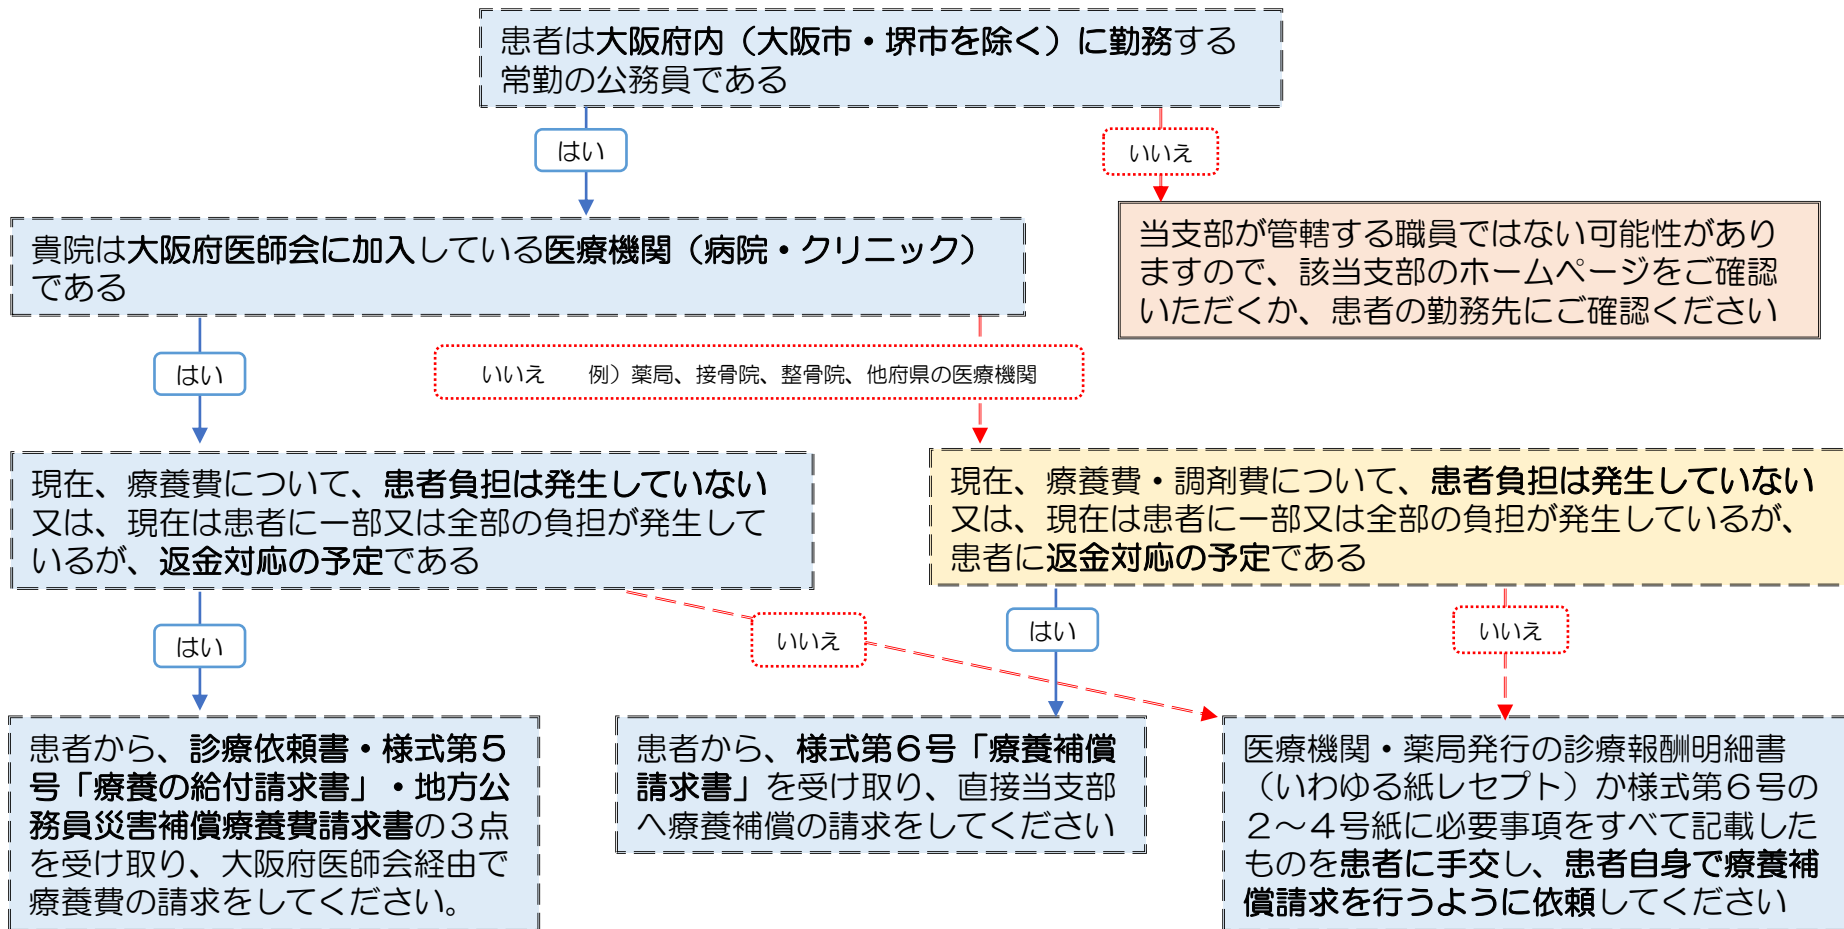 患者は大阪府内（大阪市・堺市を除く）に勤務する
常勤の公務員である
はい
いいえ
貴院は大阪府医師会に加入している医療機関（病院・クリニック）
である
当支部が管轄する職員ではない可能性があり
ますので、該当支部のホームページをご確認
いただくか、患者の勤務先にご確認ください
はい
いいえ　例）薬局、接骨院、整骨院、他府県の医療機関
現在、療養費について、患者負担は発生していない
又は、現在は患者に一部又は全部の負担が発生して
いるが、返金対応の予定である
現在、療養費・調剤費について、患者負担は発生していない
又は、現在は患者に一部又は全部の負担が発生しているが、
患者に返金対応の予定である
はい
いいえ
はい
いいえ
患者から、診療依頼書・様式第５
号「療養の給付請求書」・地方公
務員災害補償療養費請求書の３点
を受け取り、大阪府医師会経由で
療養費の請求をしてください。
患者から、様式第６号「療養補償
請求書」を受け取り、直接当支部
へ療養補償の請求をしてください
医療機関・薬局発行の診療報酬明細書
（いわゆる紙レセプト）か様式第６号の
２～４号紙に必要事項をすべて記載した
ものを患者に手交し、患者自身で療養補
償請求を行うように依頼してください